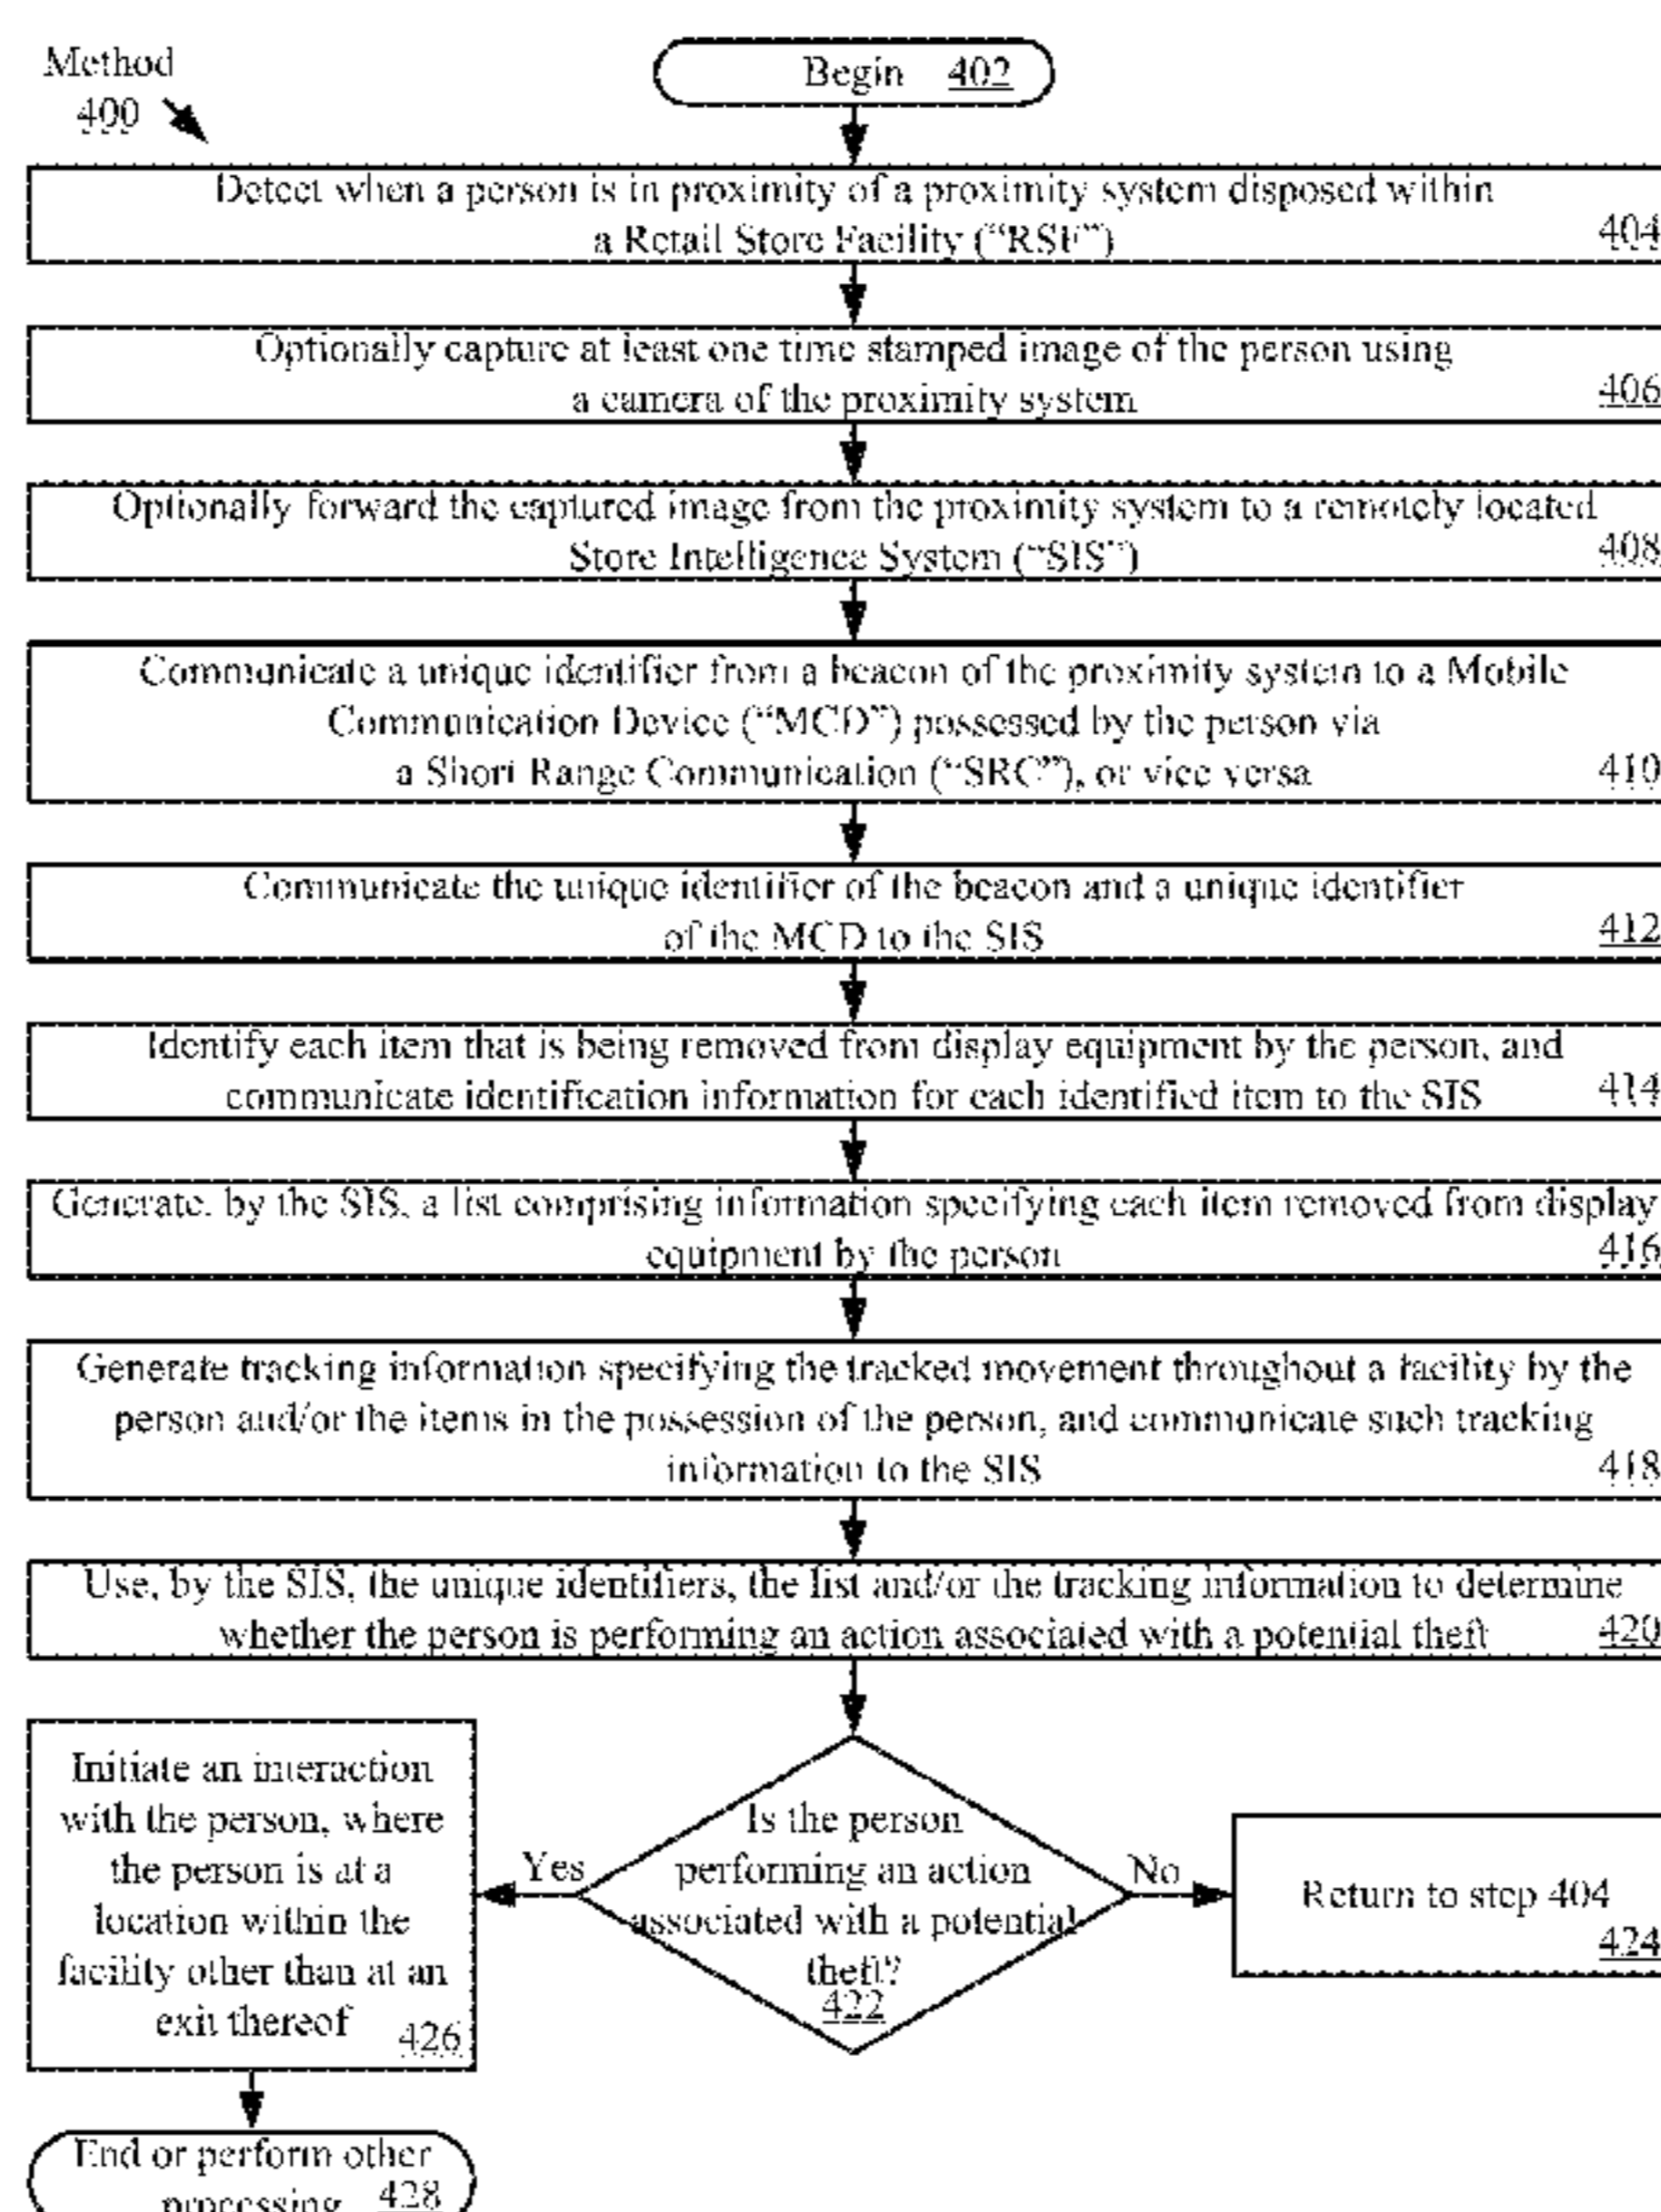 Method
400
Begin 402
Detect when a person is in proximity of a proximity system disposed within
a Retail Store Facility (“RSF”)
404
Optionally capture at least one time stamped image of the person using
a camera of the proximity system
406
Optionally forward the captured image from the proximity system to a remotely located
Store Intelligence System (“SIS”)
408
Communicate a unique identifier from a beacon of the proximity system to a Mobile
Communication Device (“MCD”) possessed by the person via
a Short Range Communication (“SRC”), or vice versa
410
Communicate the unique identifier of the beacon and a unique identifier
of the MCD to the SIS
412
Identify each item that is being removed from display equipment by the person, and
communicate identification information for each identified item to the SIS
414
Generate, by the SIS, a list comprising information specifying each item removed from display
equipment by the person
416
Generate tracking information specifying the tracked movement throughout a facility by the
person and/or the items in the possession of the person, and communicate such tracking
information to the SIS
418
Use, by the SIS, the unique identifiers, the list and/or the tracking information to determine
whether the person is performing an action associated with a potential theft
420
Is the person
performing an action
associated with a potential
theft?
422
Yes
No
Initiate an interaction
with the person, where
the person is at a
location within the
facility other than at an
exit thereof
426
Return to step 404
424
End or perform other
processing 428